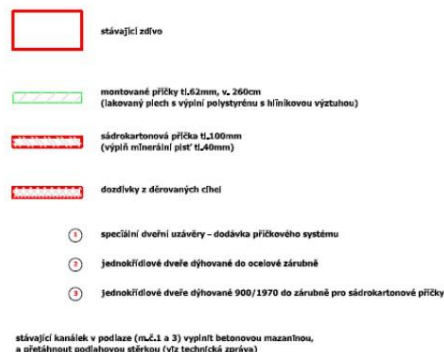 stávající zdivo
montované příčky tl.62mm, v. 260cm
(lakovaný plech s výplní polystyrénu s hliníkovou výztuhou)
sádrokartonová příčka tl.100mm
(výplň minerální plsť tl.40mm)
dozdívky z děrovaných cihel
1 speciální dveřní uzávěry - dodávka příčkového systému
2 jednokřídlové dveře dýhované do ocelové zárubně
3 jednokřídlové dveře dýhované 900/1970 do zárubně pro sádrokartonové příčky
stávající kanálek v podlaze (m.č.1 a 3) vyplnit betonovou mazaninou,
a přetáhnout podlahovou stěrkou (viz technická zpráva)